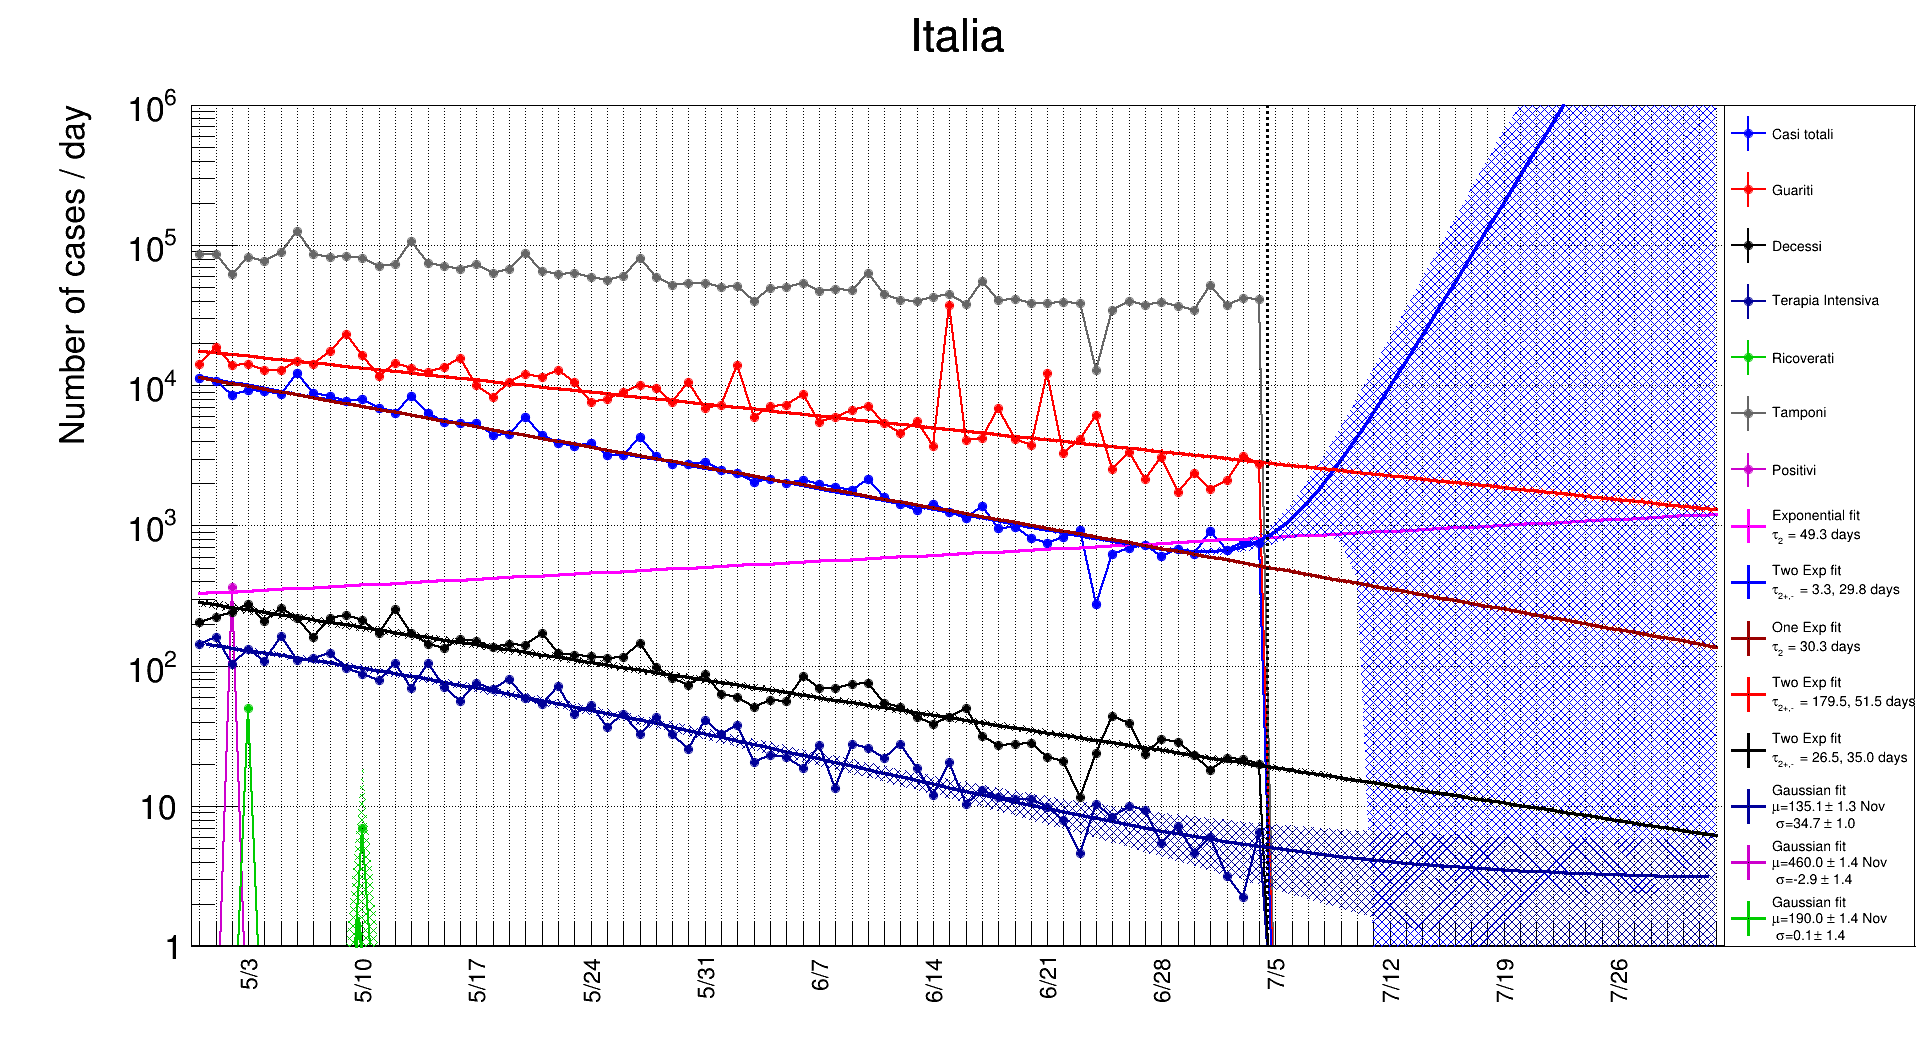 Italia
Number of cases / day
10^6
10^5
10^4
10^3
10^2
10
1
5/3
5/10
5/17
5/24
5/31
6/7
6/14
6/21
6/28
7/5
7/12
7/19
7/26
Casi totali
Guariti
Decessi
Terapia Intensiva
Ricoverati
Tamponi
Positivi
Exponential fit
τ₂ = 49.3 days
Two Exp fit
τ₂₊,₋ = 3.3, 29.8 days
One Exp fit
τ₂ = 30.3 days
Two Exp fit
τ₂₊,₋ = 179.5, 51.5 days
Two Exp fit
τ₂₊,₋ = 26.5, 35.0 days
Gaussian fit
μ=135.1 ± 1.3 Nov
σ=34.7 ± 1.0
Gaussian fit
μ=460.0 ± 1.4 Nov
σ=-2.9 ± 1.4
Gaussian fit
μ=190.0 ± 1.4 Nov
σ=0.1 ± 1.4